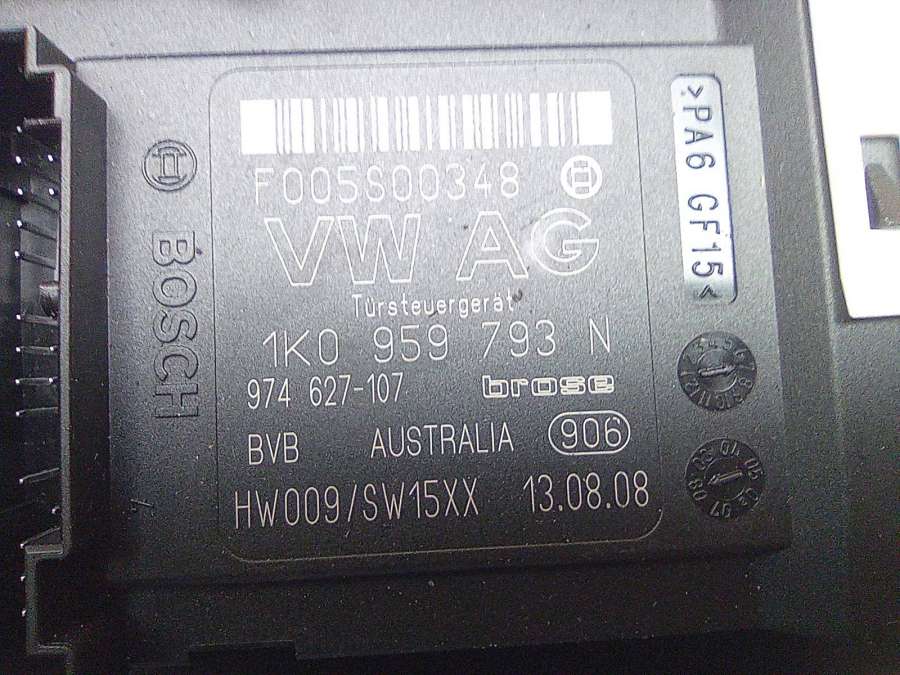 F005S00348
VW AG
Türsteuergerät
1K0 959 793 N
974 627-107 brose
BVB AUSTRALIA 906
HW009/SW15XX 13.08.08
BOSCH
>PA6 GF15<